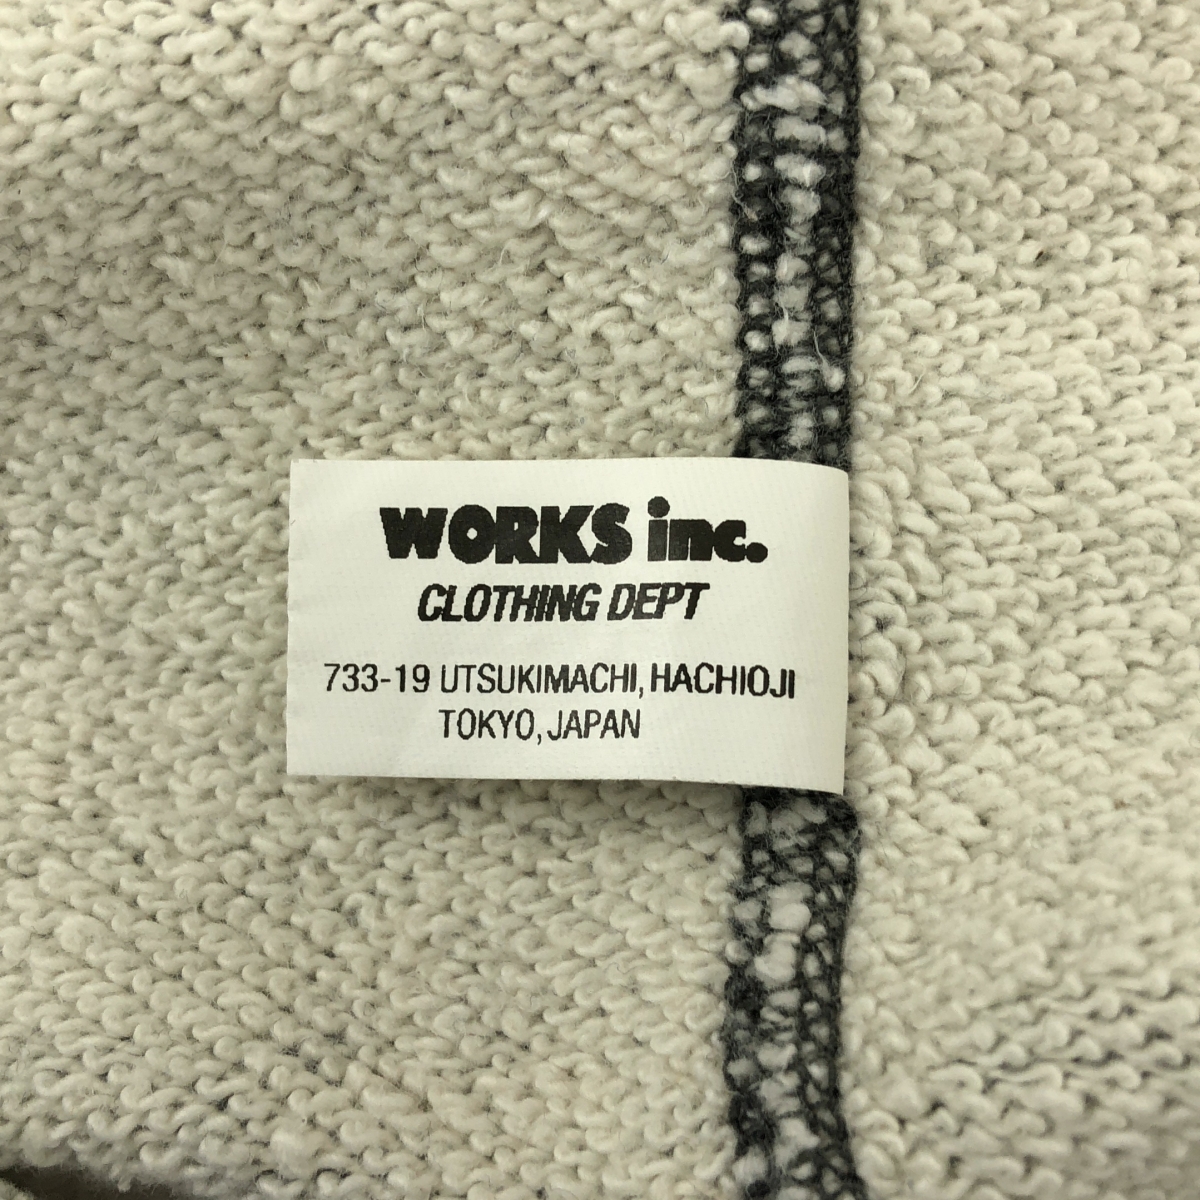 WORKS inc.
CLOTHING DEPT
733-19 UTSUKIMACHI, HACHIOJI
TOKYO, JAPAN